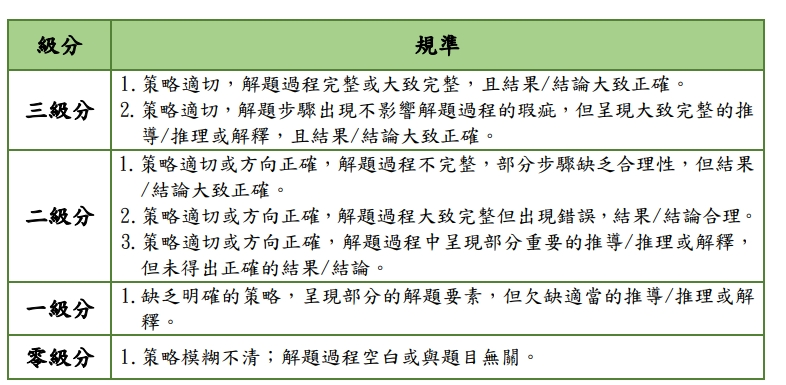 級分 規準
三級分
1. 策略適切，解題過程完整或大致完整，且結果/結論大致正確。
2. 策略適切，解題步驟出現不影響解題過程的瑕疵，但呈現大致完整的推
導/推理或解釋，且結果/結論大致正確。
二級分
1. 策略適切或方向正確，解題過程不完整，部分步驟缺乏合理性，但結果
/結論大致正確。
2. 策略適切或方向正確，解題過程大致完整但出現錯誤，結果/結論合理。
3. 策略適切或方向正確，解題過程中呈現部分重要的推導/推理或解釋，
但未得出正確的結果/結論。
一級分
1. 缺乏明確的策略，呈現部分的解題要素，但欠缺適當的推導/推理或解
釋。
零級分
1. 策略模糊不清；解題過程空白或與題目無關。